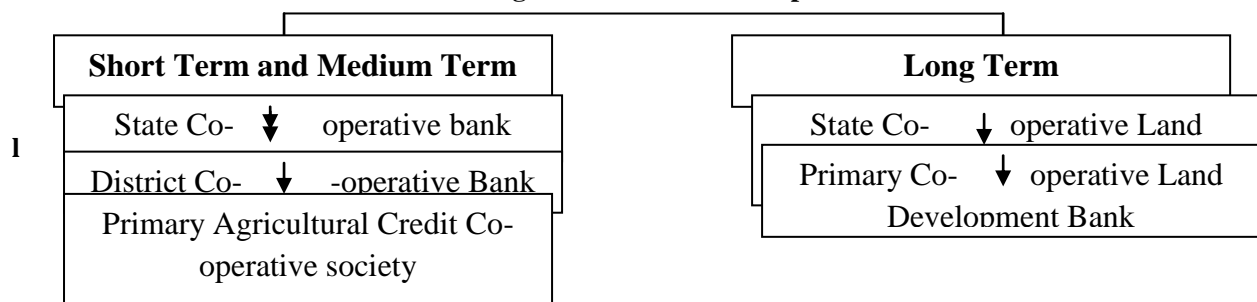 Short Term and Medium Term
State Co- operative bank
l
District Co- -operative Bank
Primary Agricultural Credit Co-
operative society
Long Term
State Co- operative Land
Primary Co- operative Land
Development Bank